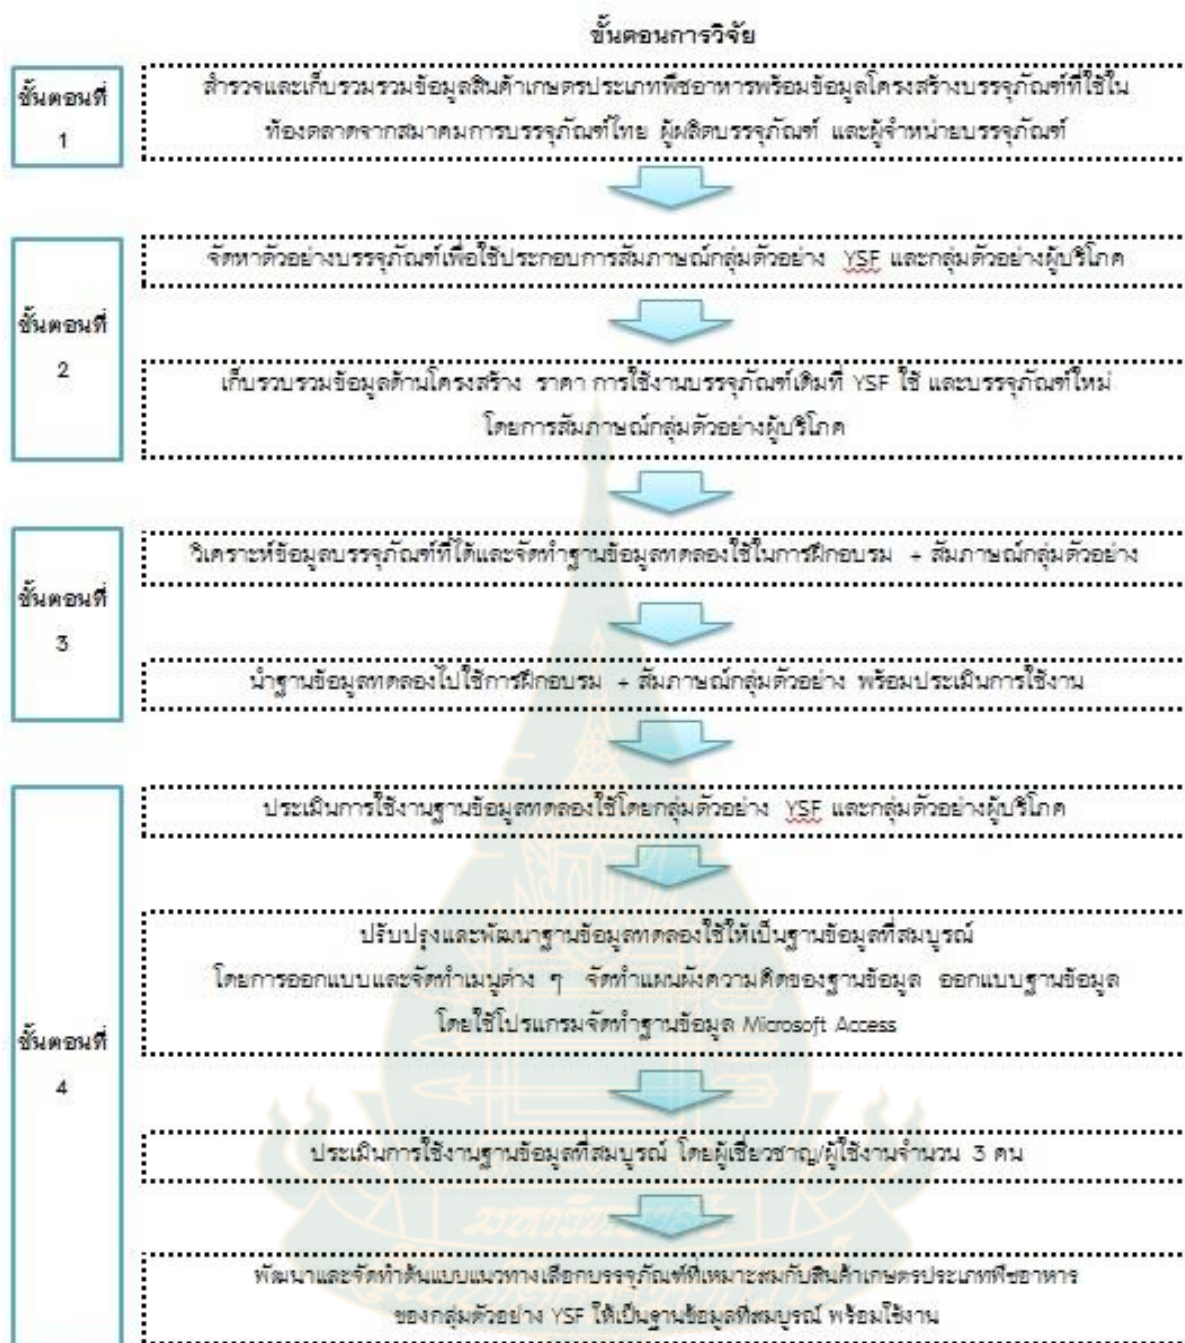 ขั้นตอนการวิจัย
ขั้นตอนที่
1
สำรวจและเก็บรวมรวมข้อมูลสินค้าเกษตรประเภทพืชอาหารพร้อมข้อมูลโครงสร้างบรรจุภัณฑ์ที่ใช้ใน
ท้องตลาดจากสมาคมการบรรจุภัณฑ์ไทย ผู้ผลิตบรรจุภัณฑ์ และผู้จำหน่ายบรรจุภัณฑ์
ขั้นตอนที่
2
จัดหาตัวอย่างบรรจุภัณฑ์เพื่อใช้ประกอบการสัมภาษณ์กลุ่มตัวอย่าง YSF และกลุ่มตัวอย่างผู้บริโภค
เก็บรวบรวมข้อมูลด้านโครงสร้าง ราคา การใช้งานบรรจุภัณฑ์เดิมที่ YSF ใช้ และบรรจุภัณฑ์ใหม่
โดยการสัมภาษณ์กลุ่มตัวอย่างผู้บริโภค
ขั้นตอนที่
3
วิเคราะห์ข้อมูลบรรจุภัณฑ์ที่ได้และจัดทำฐานข้อมูลทดลองใช้ในการฝึกอบรม + สัมภาษณ์กลุ่มตัวอย่าง
นำฐานข้อมูลทดลองไปใช้การฝึกอบรม + สัมภาษณ์กลุ่มตัวอย่าง พร้อมประเมินการใช้งาน
ขั้นตอนที่
4
ประเมินการใช้งานฐานข้อมูลทดลองใช้โดยกลุ่มตัวอย่าง YSF และกลุ่มตัวอย่างผู้บริโภค
ปรับปรุงและพัฒนาฐานข้อมูลทดลองใช้ให้เป็นฐานข้อมูลที่สมบูรณ์
โดยการออกแบบและจัดทำเมนูต่าง ๆ จัดทำแผนผังความคิดของฐานข้อมูล ออกแบบฐานข้อมูล
โดยใช้โปรแกรมจัดทำฐานข้อมูล Microsoft Access
ประเมินการใช้งานฐานข้อมูลที่สมบูรณ์ โดยผู้เชี่ยวชาญ/ผู้ใช้งานจำนวน 3 คน
พัฒนาและจัดทำต้นแบบแนวทางเลือกบรรจุภัณฑ์ที่เหมาะสมกับสินค้าเกษตรประเภทพืชอาหาร
ของกลุ่มตัวอย่าง YSF ให้เป็นฐานข้อมูลที่สมบูรณ์ พร้อมใช้งาน